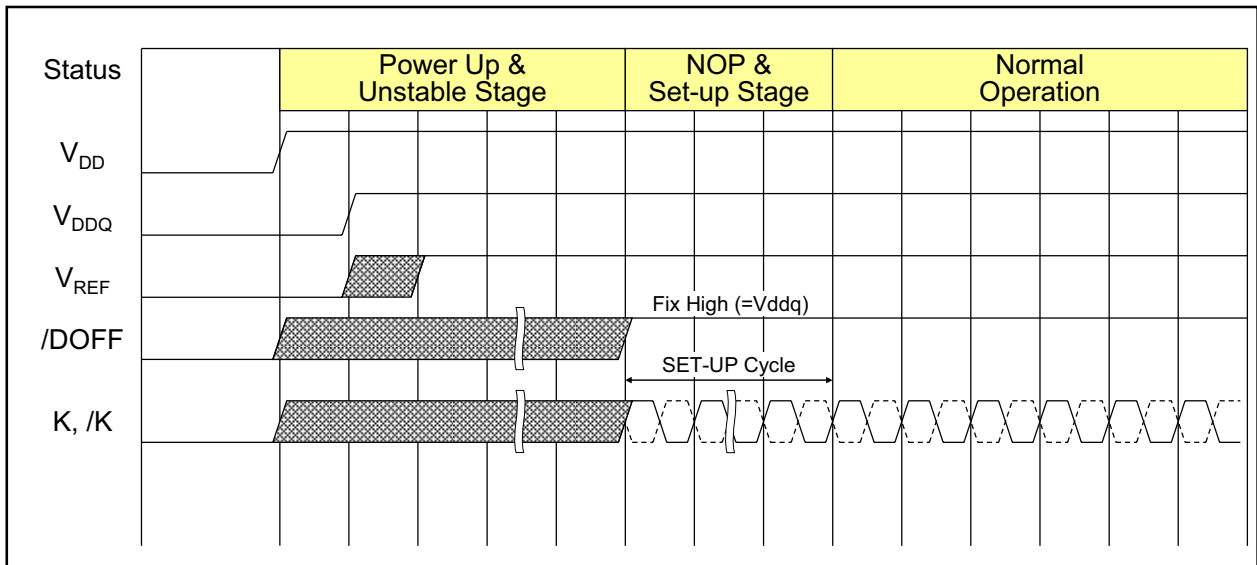 Status
Power Up &
Unstable Stage
NOP &
Set-up Stage
Normal
Operation
VDD
VDDQ
VREF
/DOFF
Fix High (=Vddq)
SET-UP Cycle
K, /K